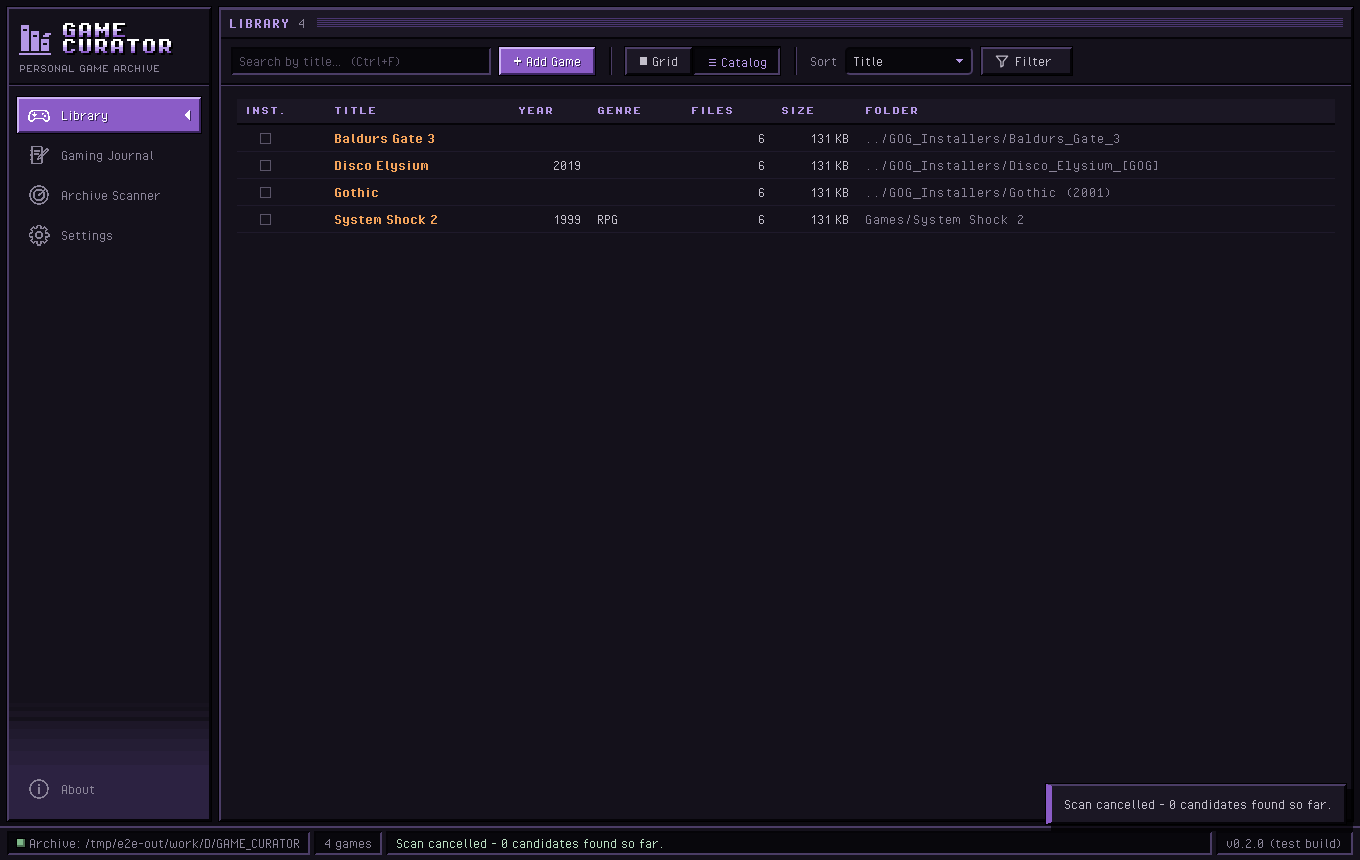 GAME
CURATOR
PERSONAL GAME ARCHIVE
Library
Gaming Journal
Archive Scanner
Settings
About
LIBRARY 4
Search by title... (Ctrl+F)
+ Add Game
Grid
Catalog
Sort
Title
Filter
INST. TITLE YEAR GENRE FILES SIZE FOLDER
Baldurs Gate 3 6 131 KB ../GOG_Installers/Baldurs_Gate_3
Disco Elysium 2019 6 131 KB ../GOG_Installers/Disco_Elysium_[GOG]
Gothic 6 131 KB ../GOG_Installers/Gothic (2001)
System Shock 2 1999 RPG 6 131 KB Games/System Shock 2
Scan cancelled - 0 candidates found so far.
Archive: /tmp/e2e-out/work/D/GAME_CURATOR
4 games
Scan cancelled - 0 candidates found so far.
v0.2.0 (test build)